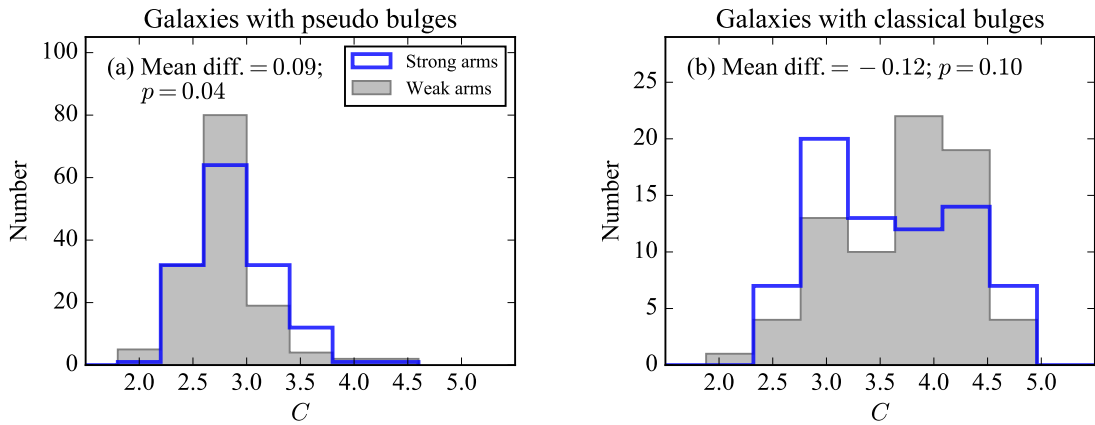 Galaxies with pseudo bulges
100
80
60
40
20
0
Number
(a) Mean diff. = 0.09;
p = 0.04
Strong arms
Weak arms
2.0 2.5 3.0 3.5 4.0 4.5 5.0
C
Galaxies with classical bulges
25
20
15
10
5
0
Number
(b) Mean diff. = − 0.12; p = 0.10
2.0 2.5 3.0 3.5 4.0 4.5 5.0
C